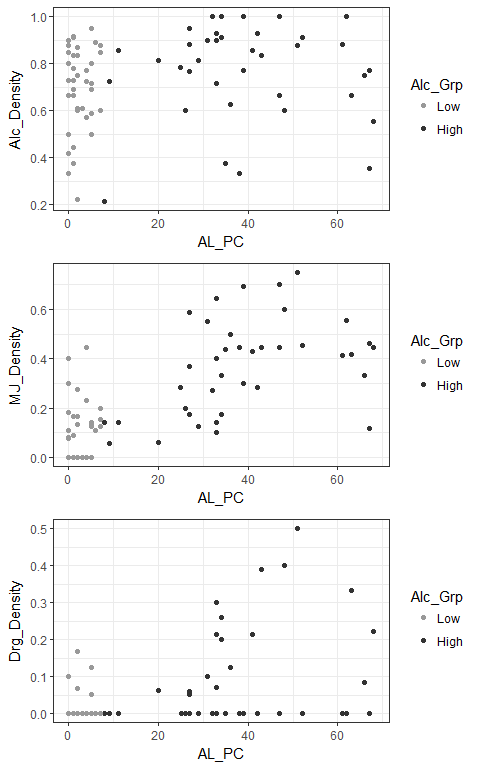 1.0
0.8
0.6
0.4
0.2
Alc_Density
0 20 40 60
AL_PC
Alc_Grp
Low
High
0.6
0.4
0.2
0.0
MJ_Density
0 20 40 60
AL_PC
Alc_Grp
Low
High
0.5
0.4
0.3
0.2
0.1
0.0
Drg_Density
0 20 40 60
AL_PC
Alc_Grp
Low
High